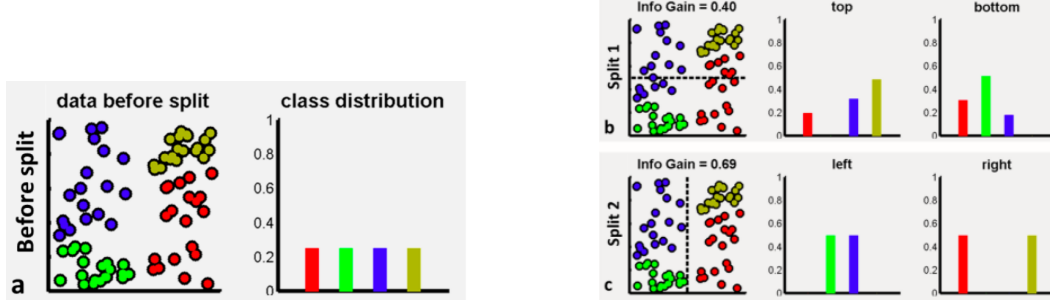 Before split
data before split
class distribution
1
0.8
0.6
0.4
0.2
0
a
Split 1
Info Gain = 0.40
top
bottom
1
0.8
0.6
0.4
0.2
0
1
0.8
0.6
0.4
0.2
0
b
Split 2
Info Gain = 0.69
left
right
1
0.8
0.6
0.4
0.2
0
1
0.8
0.6
0.4
0.2
0
c